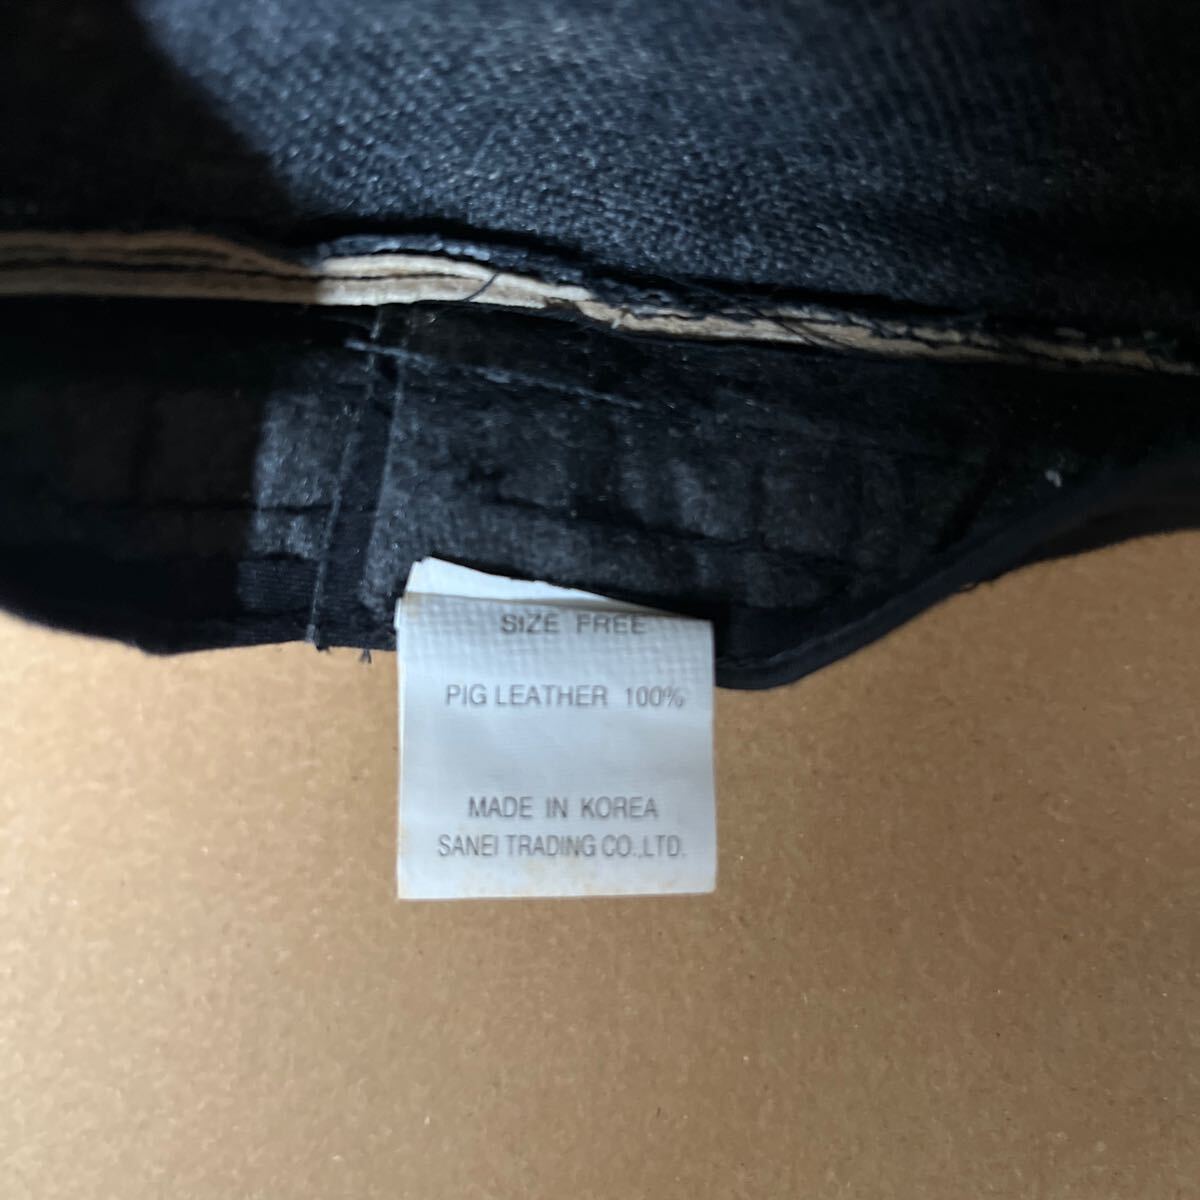 SIZE FREE
PIG LEATHER 100%
MADE IN KOREA
SANEI TRADING CO.,LTD.